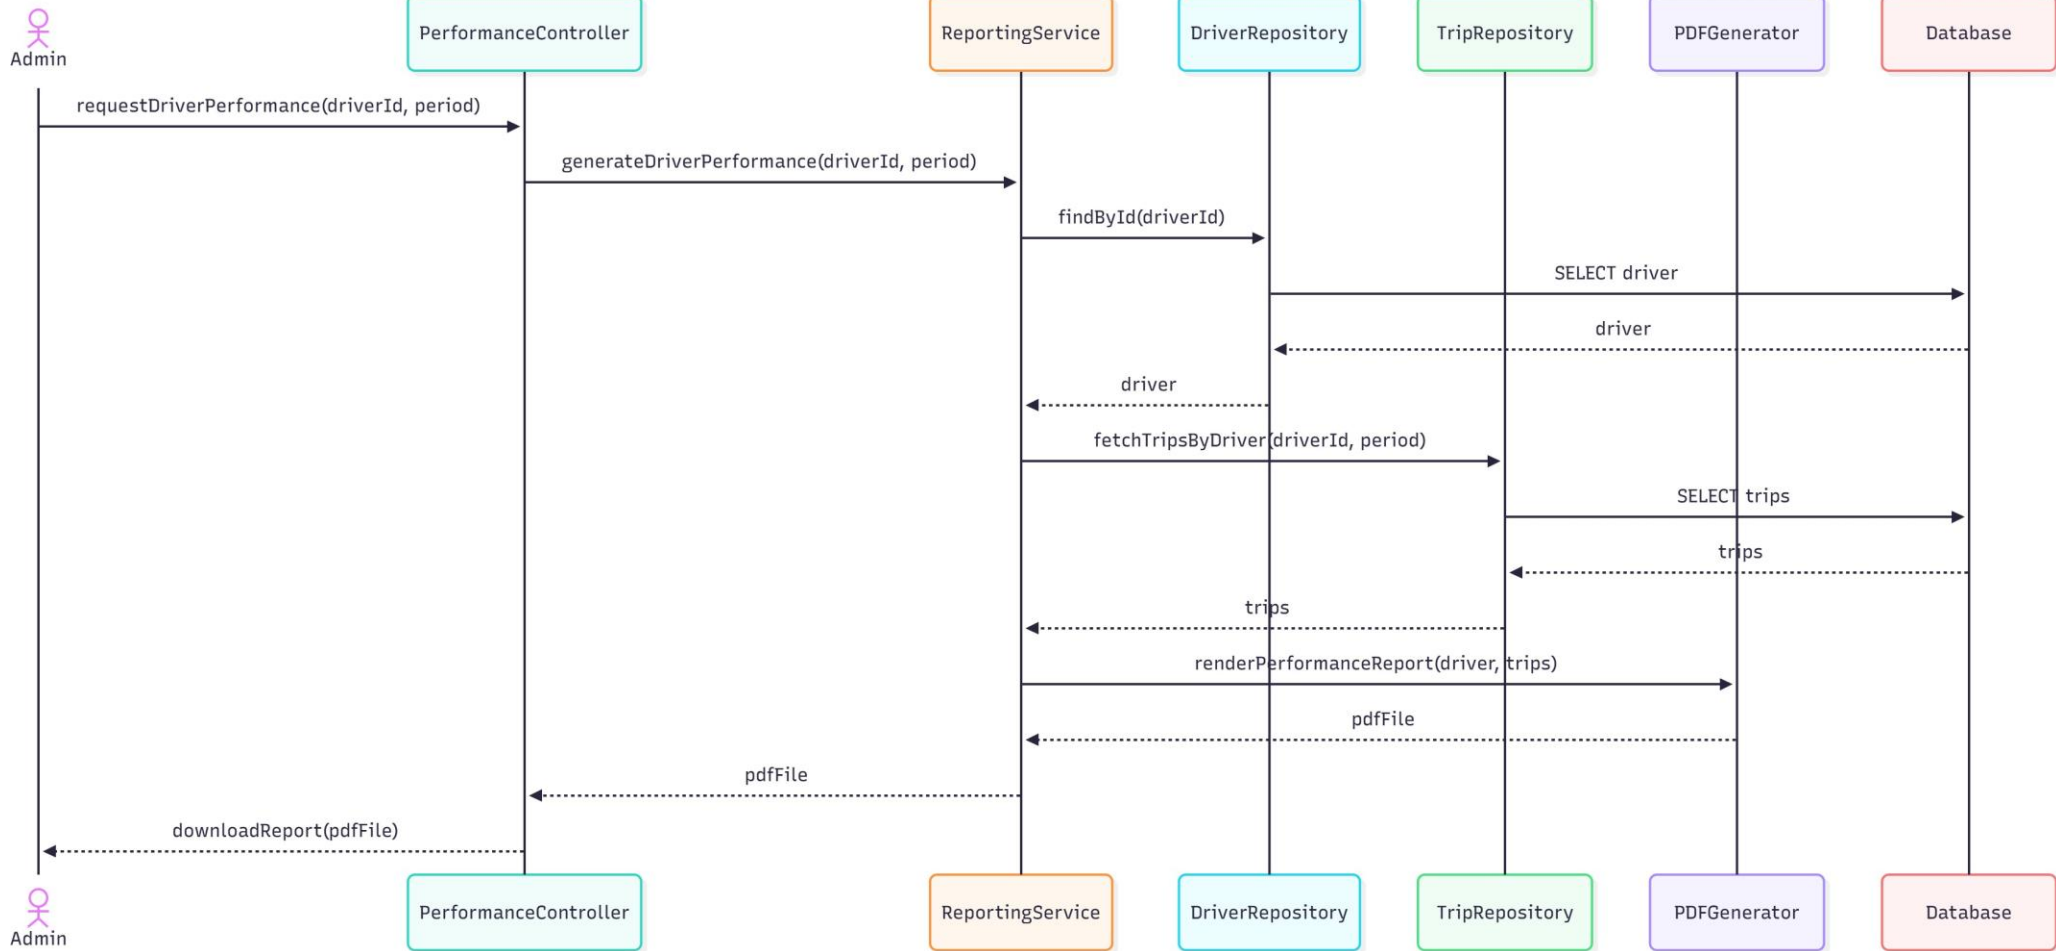 Admin
PerformanceController
ReportingService
DriverRepository
TripRepository
PDFGenerator
Database
requestDriverPerformance(driverId, period)
generateDriverPerformance(driverId, period)
findById(driverId)
SELECT driver
driver
driver
fetchTripsByDriver(driverId, period)
SELECT trips
trips
trips
renderPerformanceReport(driver, trips)
pdfFile
pdfFile
downloadReport(pdfFile)
Admin
PerformanceController
ReportingService
DriverRepository
TripRepository
PDFGenerator
Database